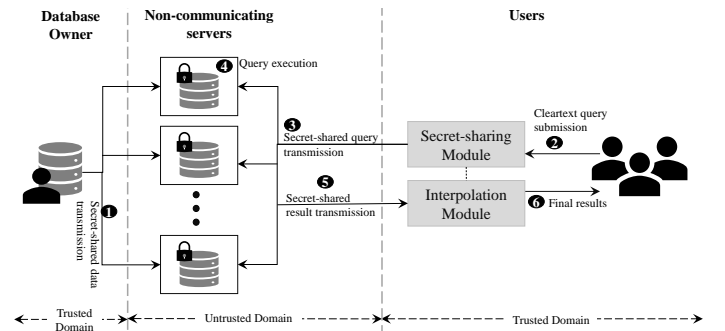 Database
Owner
Non-communicating
servers
Users
4 Query execution
3
Secret-shared query
transmission
Secret-sharing
Module
Cleartext query
submission
2
1
Secret-shared data
transmission
5
Secret-shared
result transmission
Interpolation
Module
6 Final results
Trusted
Domain
Untrusted Domain
Trusted Domain